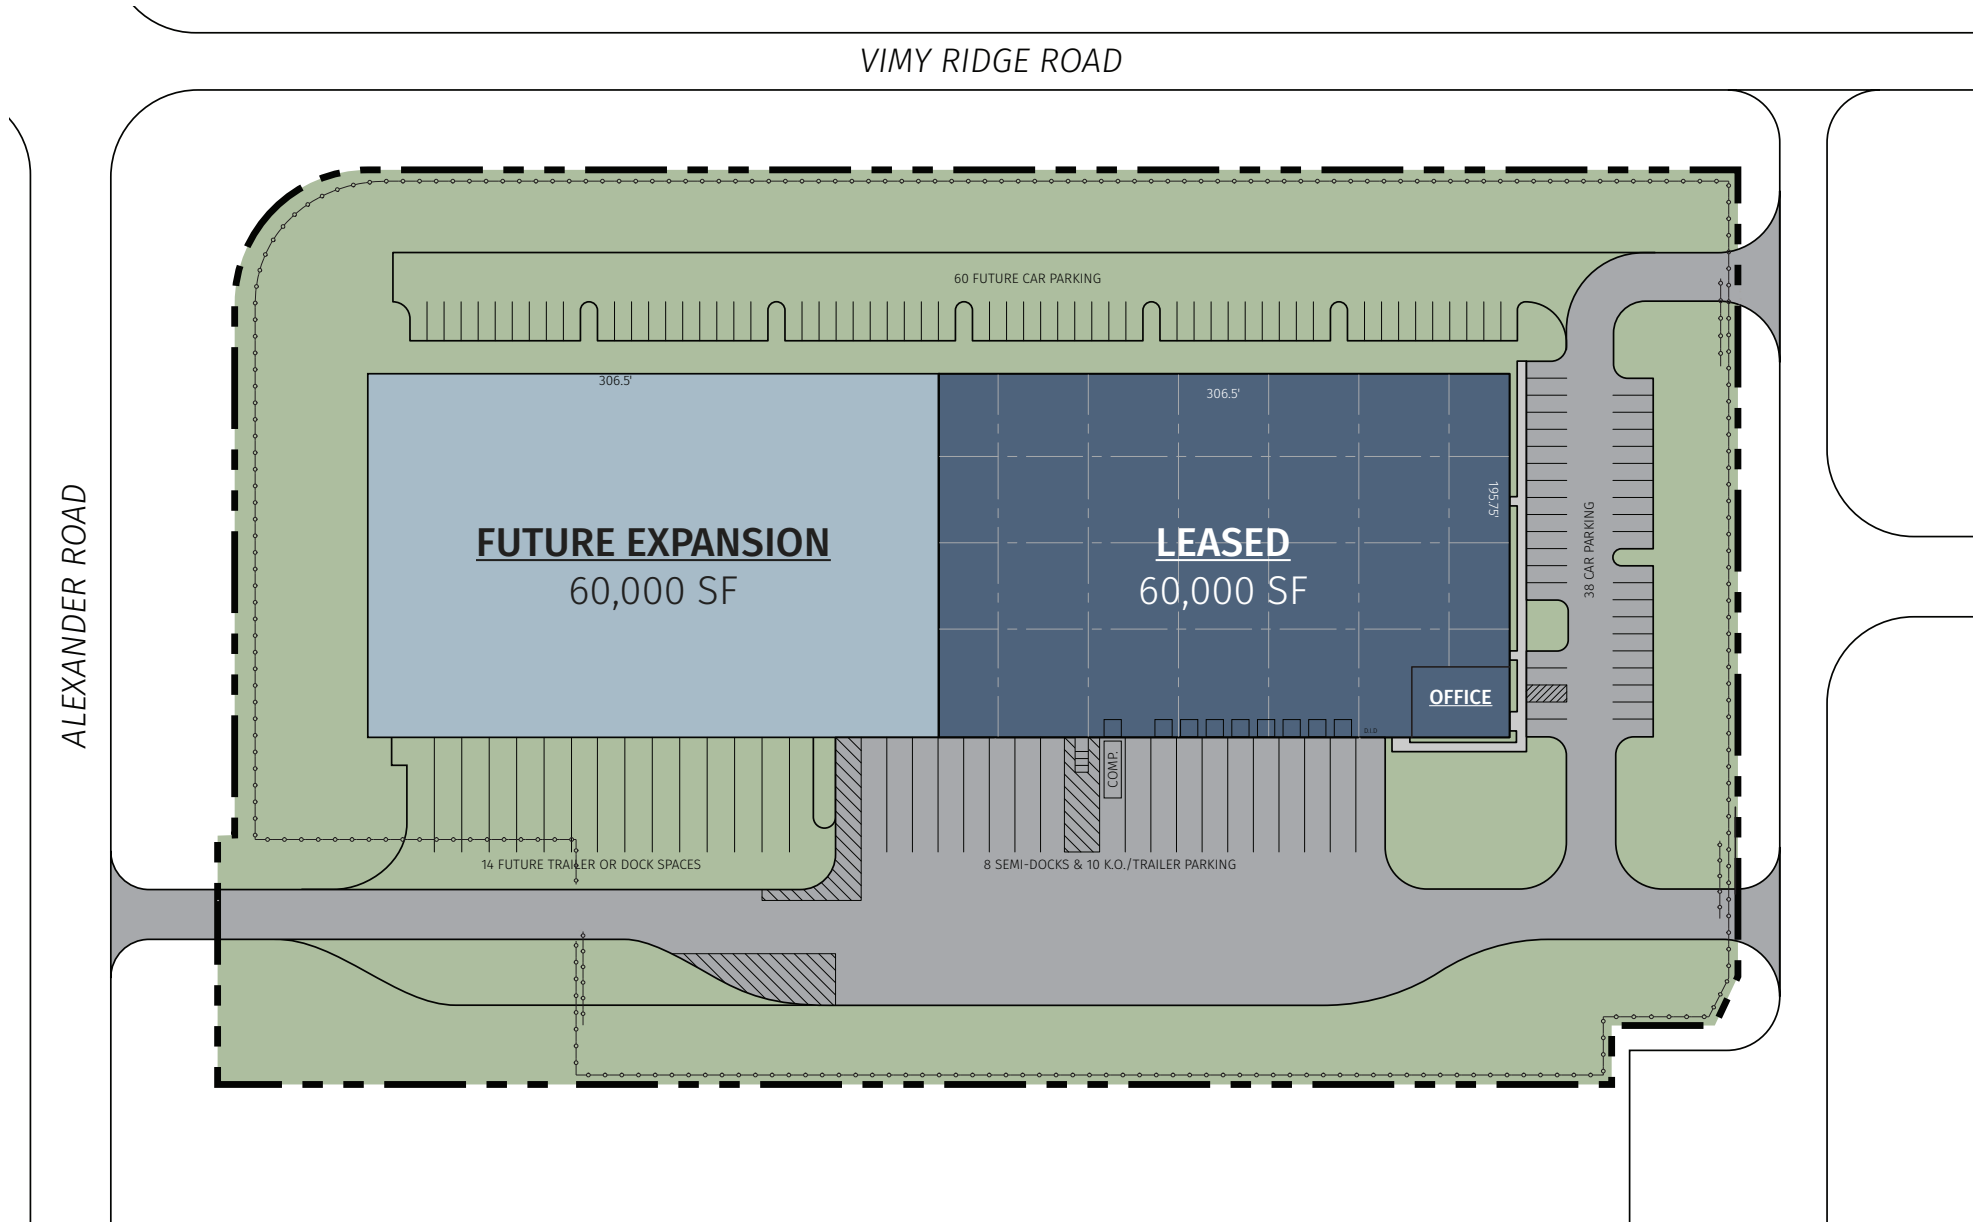 VIMY RIDGE ROAD
60 FUTURE CAR PARKING
306.5'
306.5'
195.75'
FUTURE EXPANSION
60,000 SF
LEASED
60,000 SF
38 CAR PARKING
ALEXANDER ROAD
OFFICE
D.I.D
COMP.
14 FUTURE TRAILER OR DOCK SPACES
8 SEMI-DOCKS & 10 K.O./TRAILER PARKING